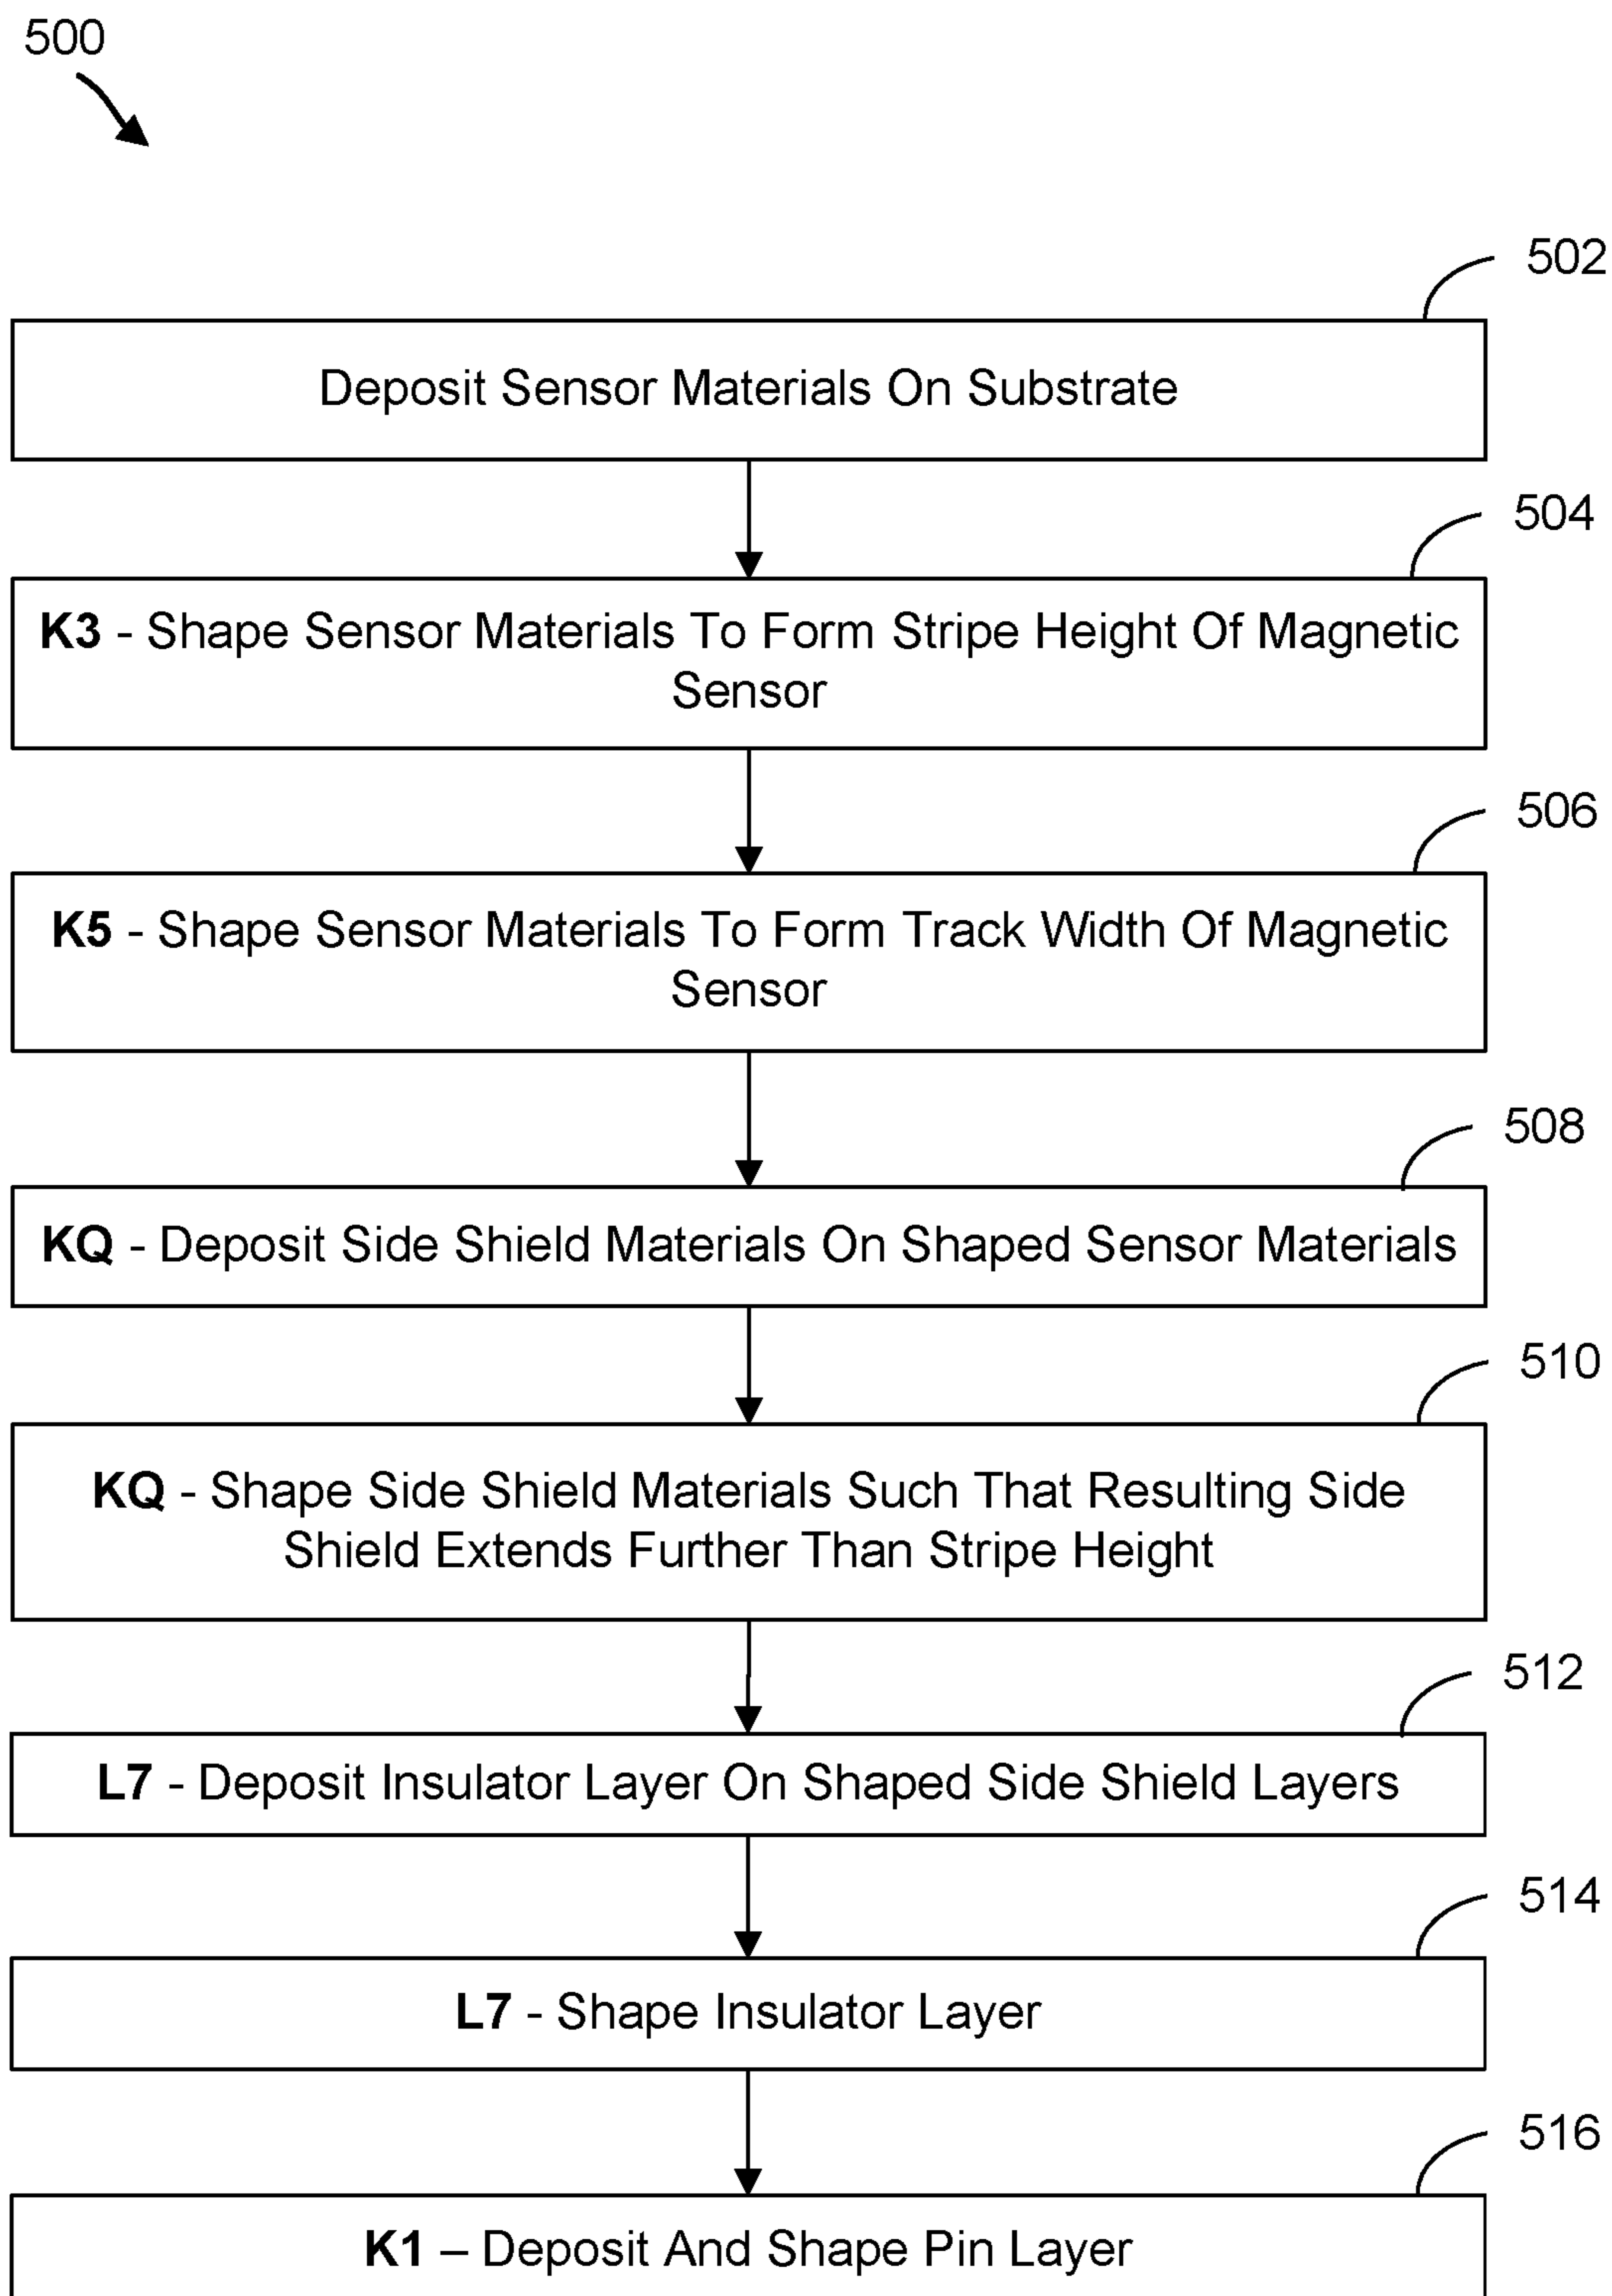 500
502
Deposit Sensor Materials On Substrate
504
K3 - Shape Sensor Materials To Form Stripe Height Of Magnetic
Sensor
506
K5 - Shape Sensor Materials To Form Track Width Of Magnetic
Sensor
508
KQ - Deposit Side Shield Materials On Shaped Sensor Materials
510
KQ - Shape Side Shield Materials Such That Resulting Side
Shield Extends Further Than Stripe Height
512
L7 - Deposit Insulator Layer On Shaped Side Shield Layers
514
L7 - Shape Insulator Layer
516
K1 – Deposit And Shape Pin Layer